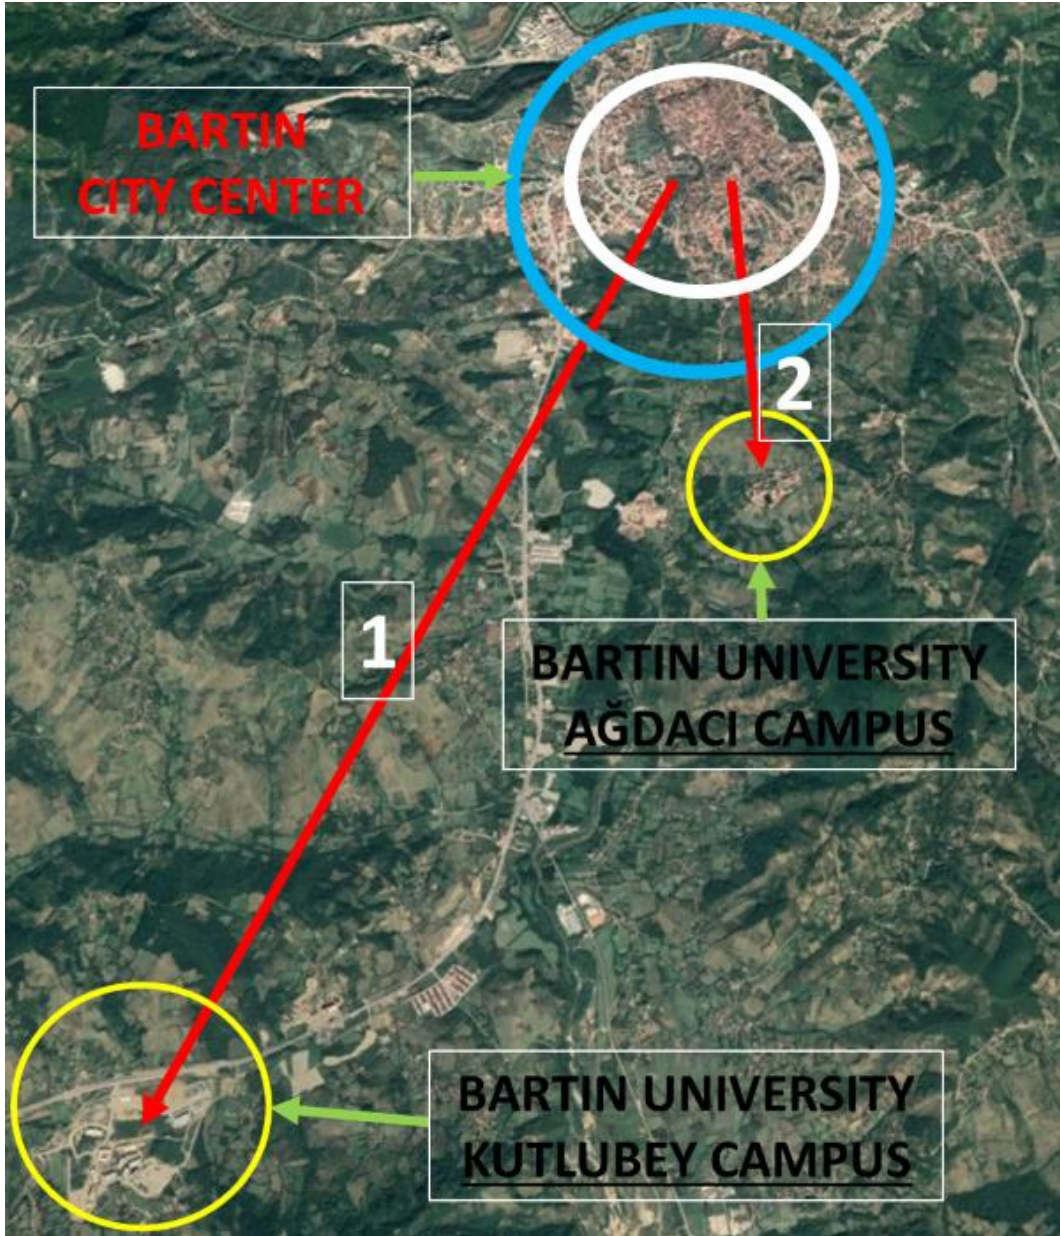 BARTIN
CITY CENTER
2
1
BARTIN UNIVERSITY
AĞDACI CAMPUS
BARTIN UNIVERSITY
KUTLUBEY CAMPUS